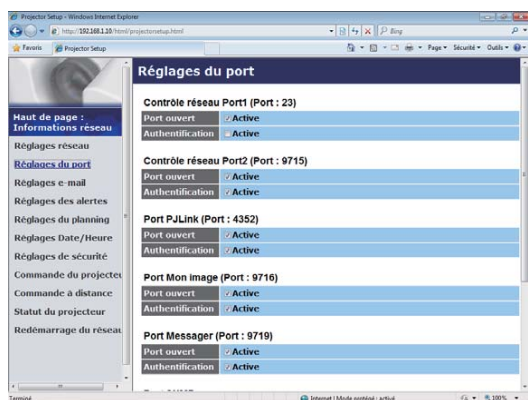 Projector Setup - Windows Internet Explorer
http://192.168.1.10/html/projectorsetup.html
Bing
Favoris
Projector Setup
Page
Sécurité
Outils
Haut de page :
Informations réseau
Réglages réseau
Réglages du port
Réglages e-mail
Réglages des alertes
Réglages du planning
Réglages Date/Heure
Réglages de sécurité
Commande du projecteu
Commande à distance
Statut du projecteur
Redémarrage du réseau
Réglages du port
Contrôle réseau Port1 (Port : 23)
Port ouvert Active
Authentification Active
Contrôle réseau Port2 (Port : 9715)
Port ouvert Active
Authentification Active
Port PJLink (Port : 4352)
Port ouvert Active
Authentification Active
Port Mon image (Port : 9716)
Port ouvert Active
Authentification Active
Port Messager (Port : 9719)
Port ouvert Active
Authentification Active
Terminé
Internet | Mode protégé : activé
100%